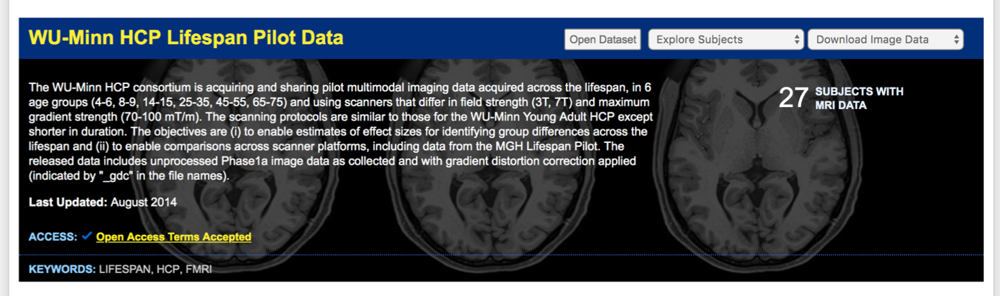 WU-Minn HCP Lifespan Pilot Data
Open Dataset
Explore Subjects
Download Image Data
The WU-Minn HCP consortium is acquiring and sharing pilot multimodal imaging data acquired across the lifespan, in 6
age groups (4-6, 8-9, 14-15, 25-35, 45-55, 65-75) and using scanners that differ in field strength (3T, 7T) and maximum
gradient strength (70-100 mT/m). The scanning protocols are similar to those for the WU-Minn Young Adult HCP except
shorter in duration. The objectives are (i) to enable estimates of effect sizes for identifying group differences across the
lifespan and (ii) to enable comparisons across scanner platforms, including data from the MGH Lifespan Pilot. The
released data includes unprocessed Phase1a image data as collected and with gradient distortion correction applied
(indicated by "_gdc" in the file names).
27 SUBJECTS WITH
MRI DATA
Last Updated: August 2014
ACCESS: ✓ Open Access Terms Accepted
KEYWORDS: LIFESPAN, HCP, FMRI